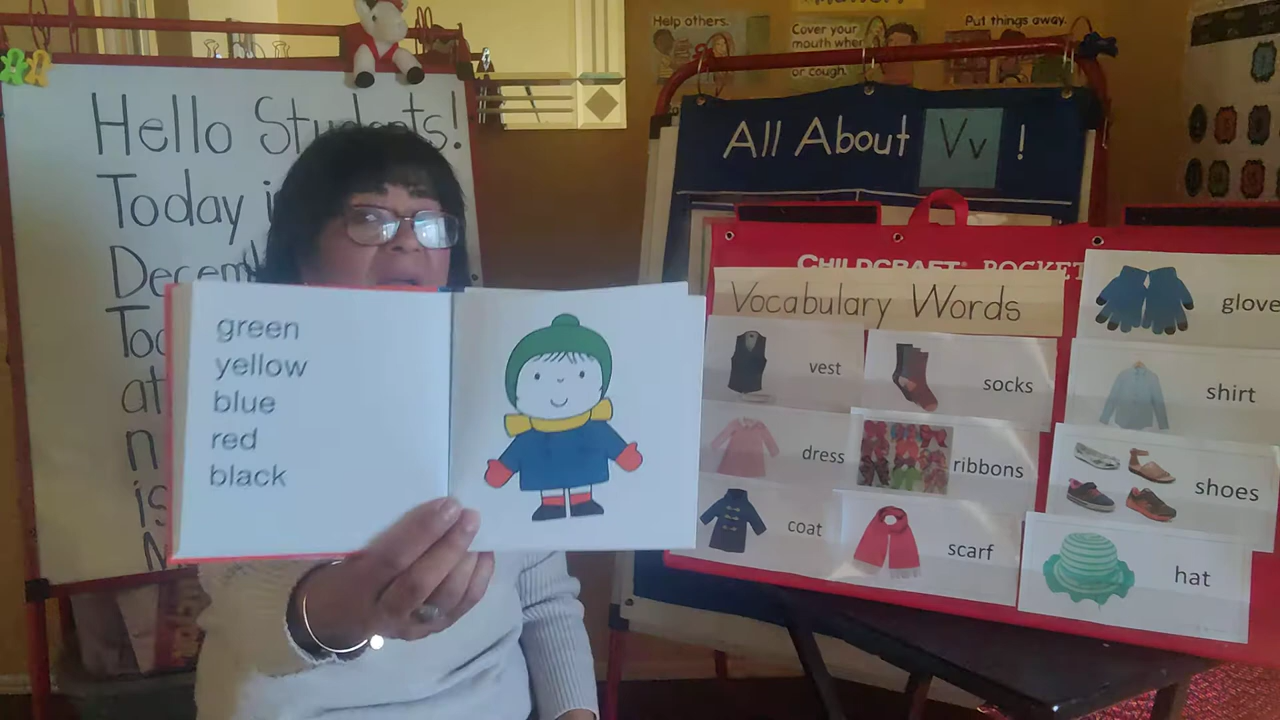 Hello Students!
Today i
Decem
To
at
n
is
M
green
yellow
blue
red
black
Help others.
Cover your
mouth when
or cough.
Put things away.
All About Vv !
CHILDCRAFT® POCKET
Vocabulary Words
vest
socks
dress
ribbons
coat
scarf
glove
shirt
shoes
hat